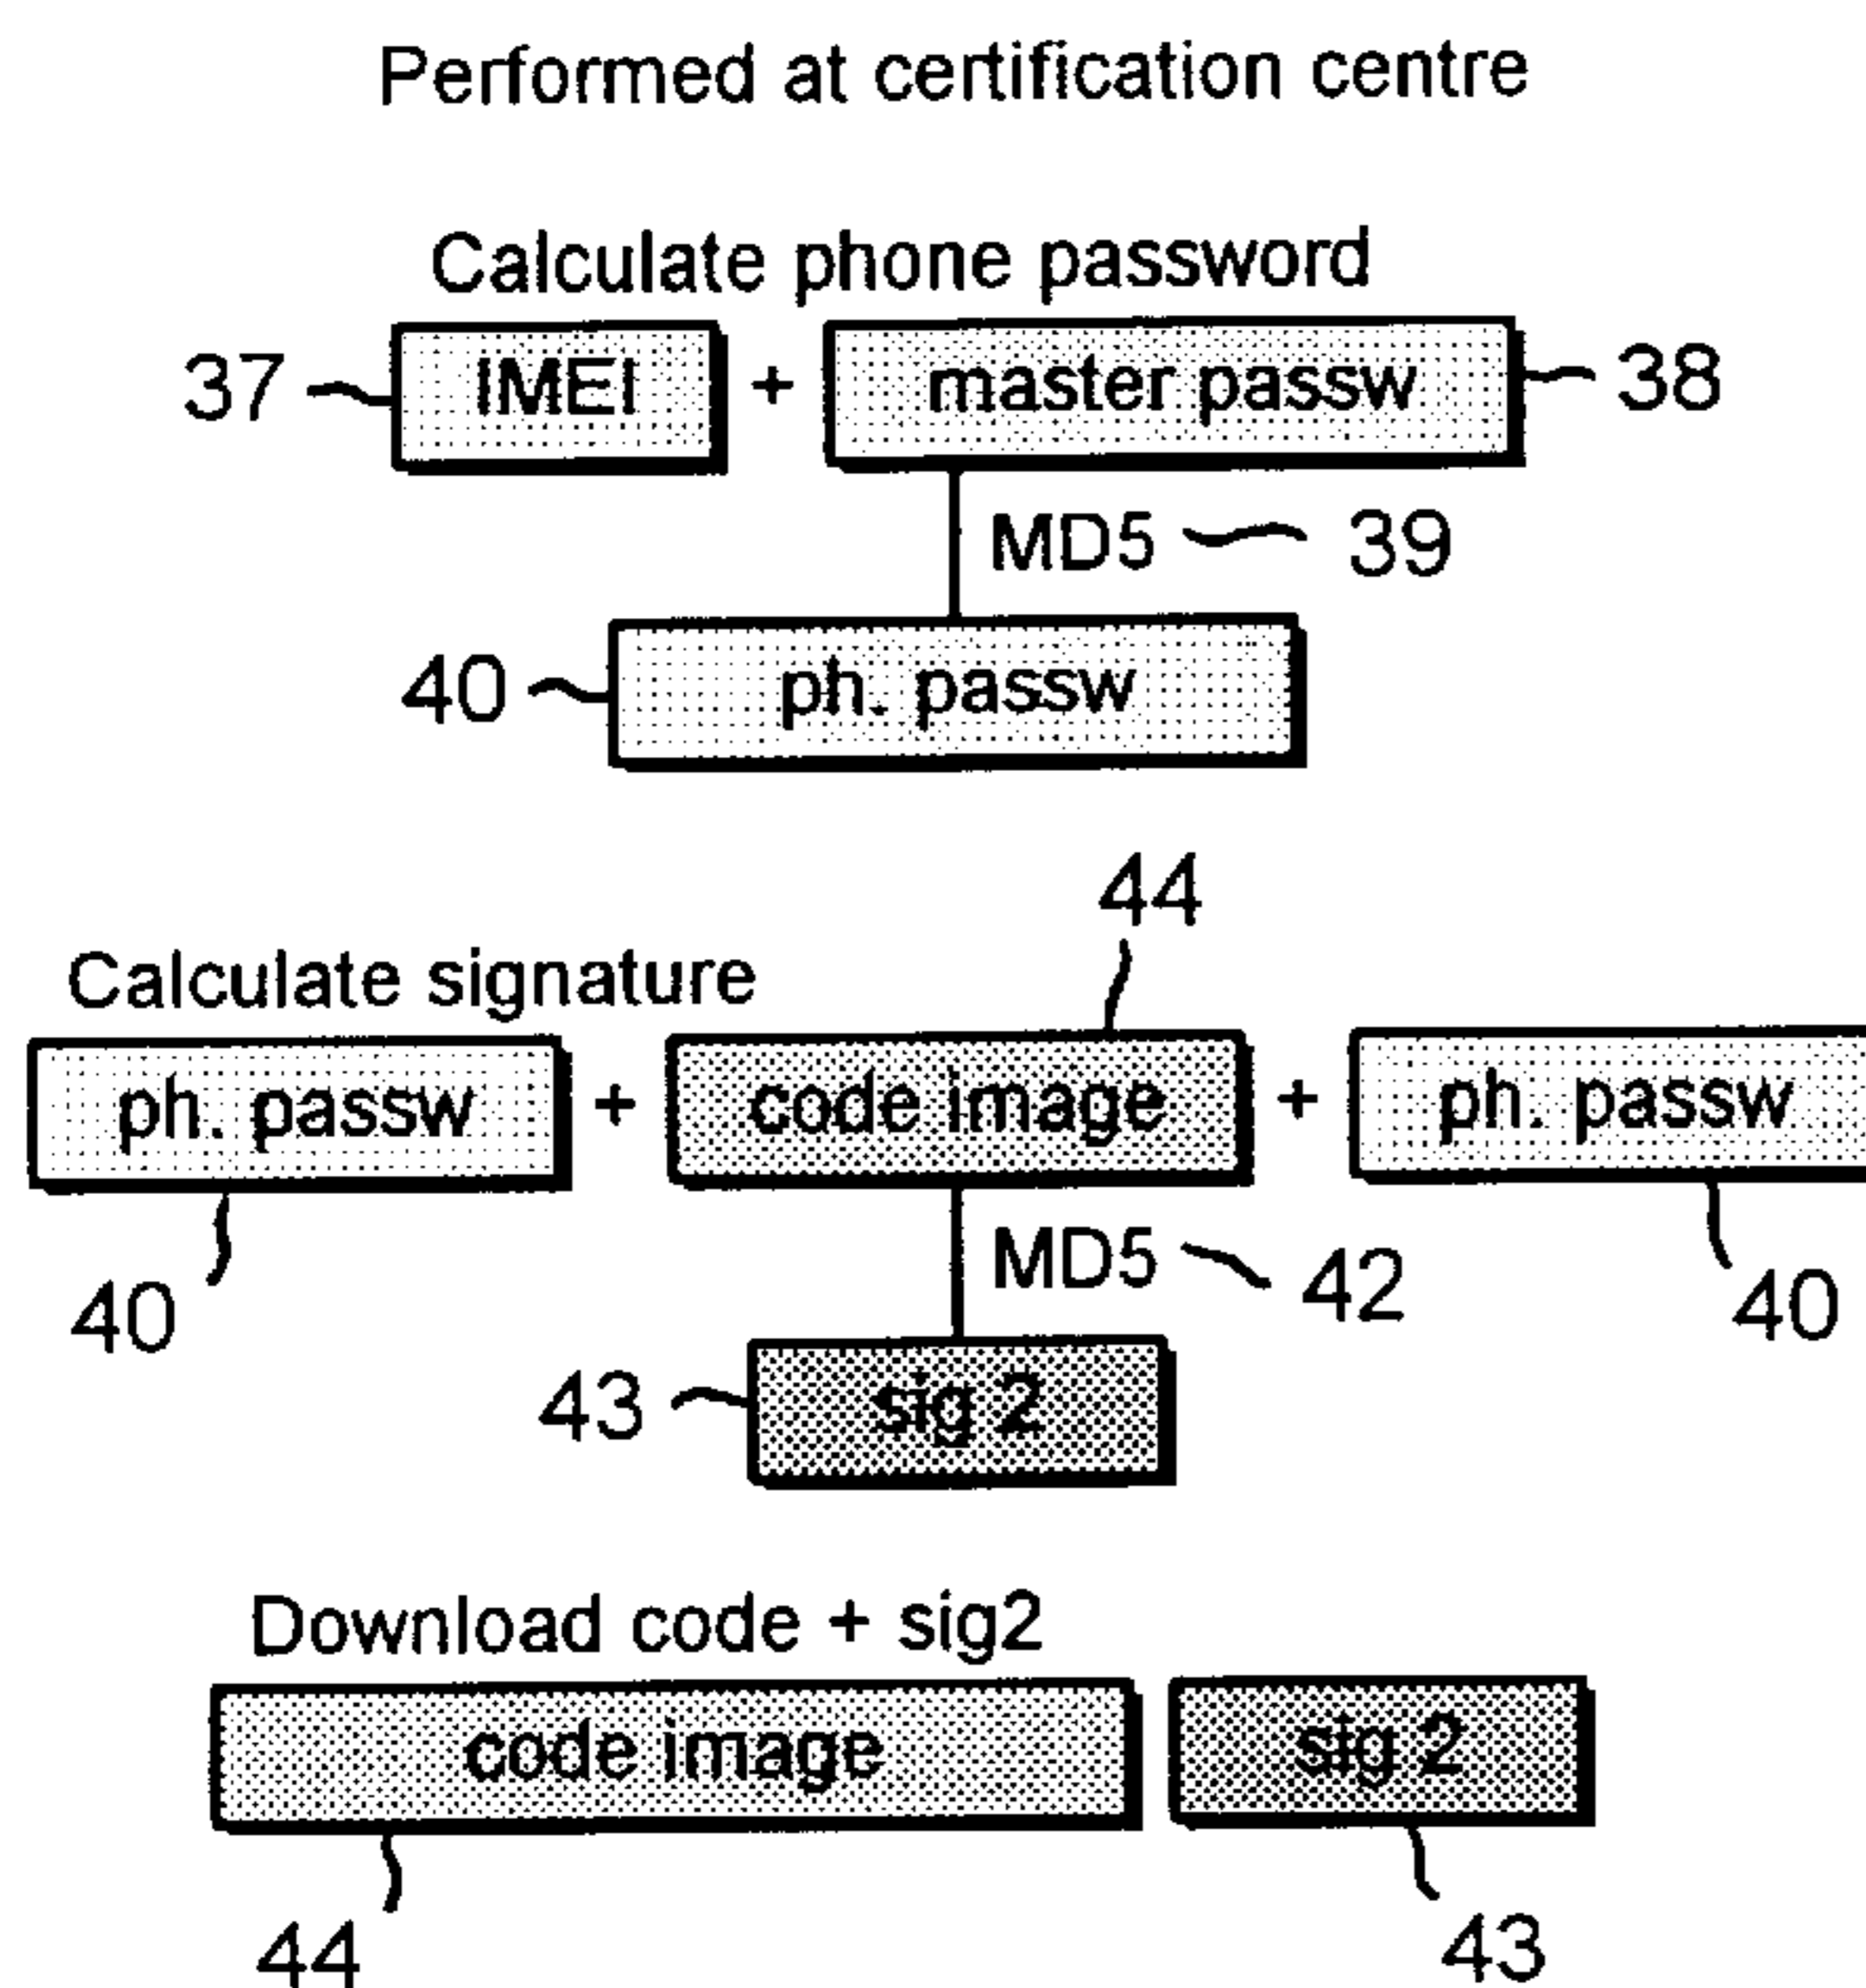 Performed at certification centre
Calculate phone password
37 IMEI + master passw 38
MD5 39
40 ph. passw
44
Calculate signature
ph. passw + code image + ph. passw
MD5 42
40 40
43 sig 2
Download code + sig2
code image sig 2
44 43